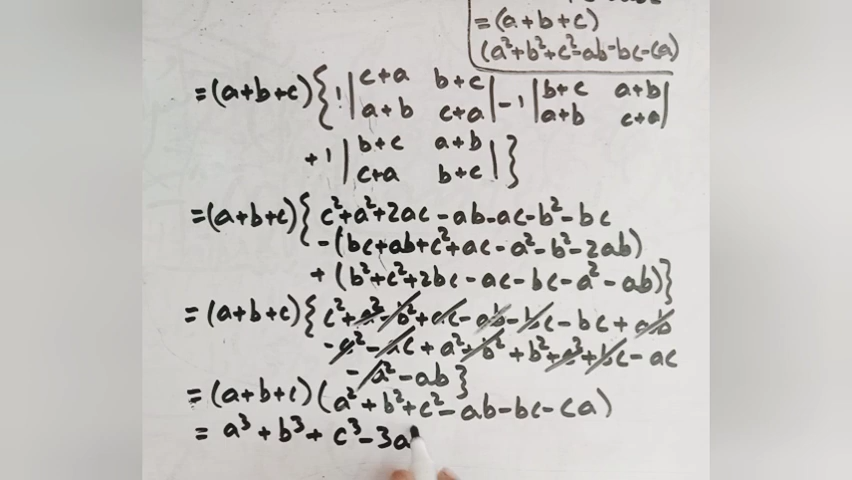 = (a+b+c)
(a²+b²+c²-ab-bc-ca)
= (a+b+c) { 1 | c+a b+c
a+b c+a | - 1 | b+c a+b
a+b c+a |
+ 1 | b+c a+b
c+a b+c | }
= (a+b+c) { c²+a²+2ac-ab-ac-b²-bc
-(bc+ab+c²+ac-a²-b²-2ab)
+ (b²+c²+2bc-ac-bc-a²-ab) }
= (a+b+c) { c²+a²-b²+ac-ab-bc-bc+ab
-c²-ac+a²+b²+b²+c²+bc-ac
-a²-ab }
= (a+b+c) (a²+b²+c²-ab-bc-ca)
= a³+b³+c³-3a